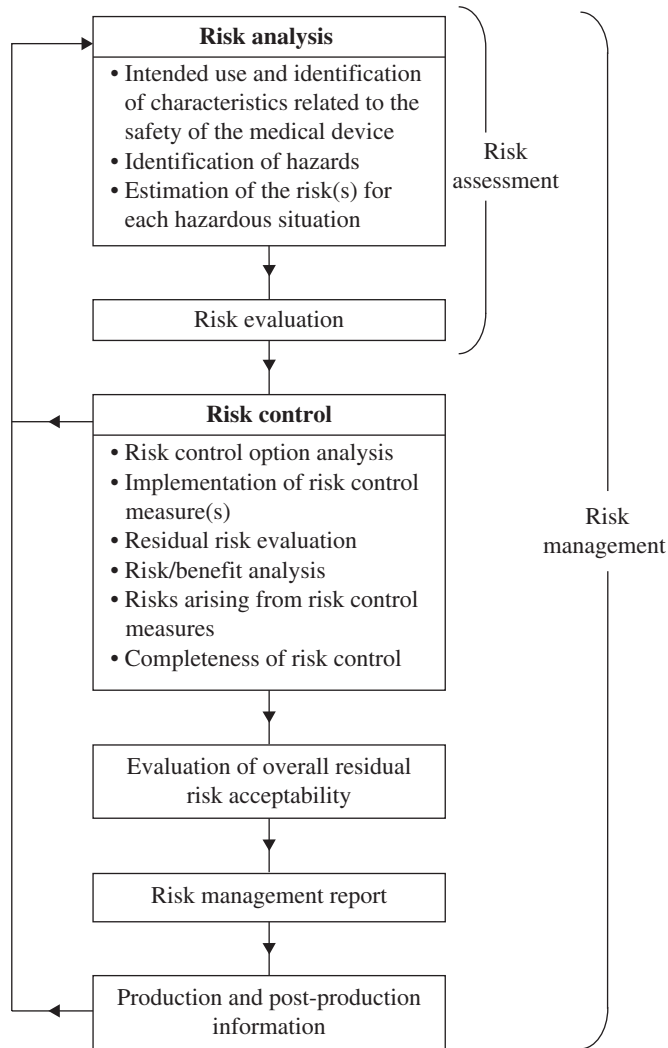 Risk analysis
• Intended use and identification
of characteristics related to the
safety of the medical device
• Identification of hazards
• Estimation of the risk(s) for
each hazardous situation
Risk
assessment
Risk evaluation
Risk control
• Risk control option analysis
• Implementation of risk control
measure(s)
• Residual risk evaluation
• Risk/benefit analysis
• Risks arising from risk control
measures
• Completeness of risk control
Risk
management
Evaluation of overall residual
risk acceptability
Risk management report
Production and post-production
information